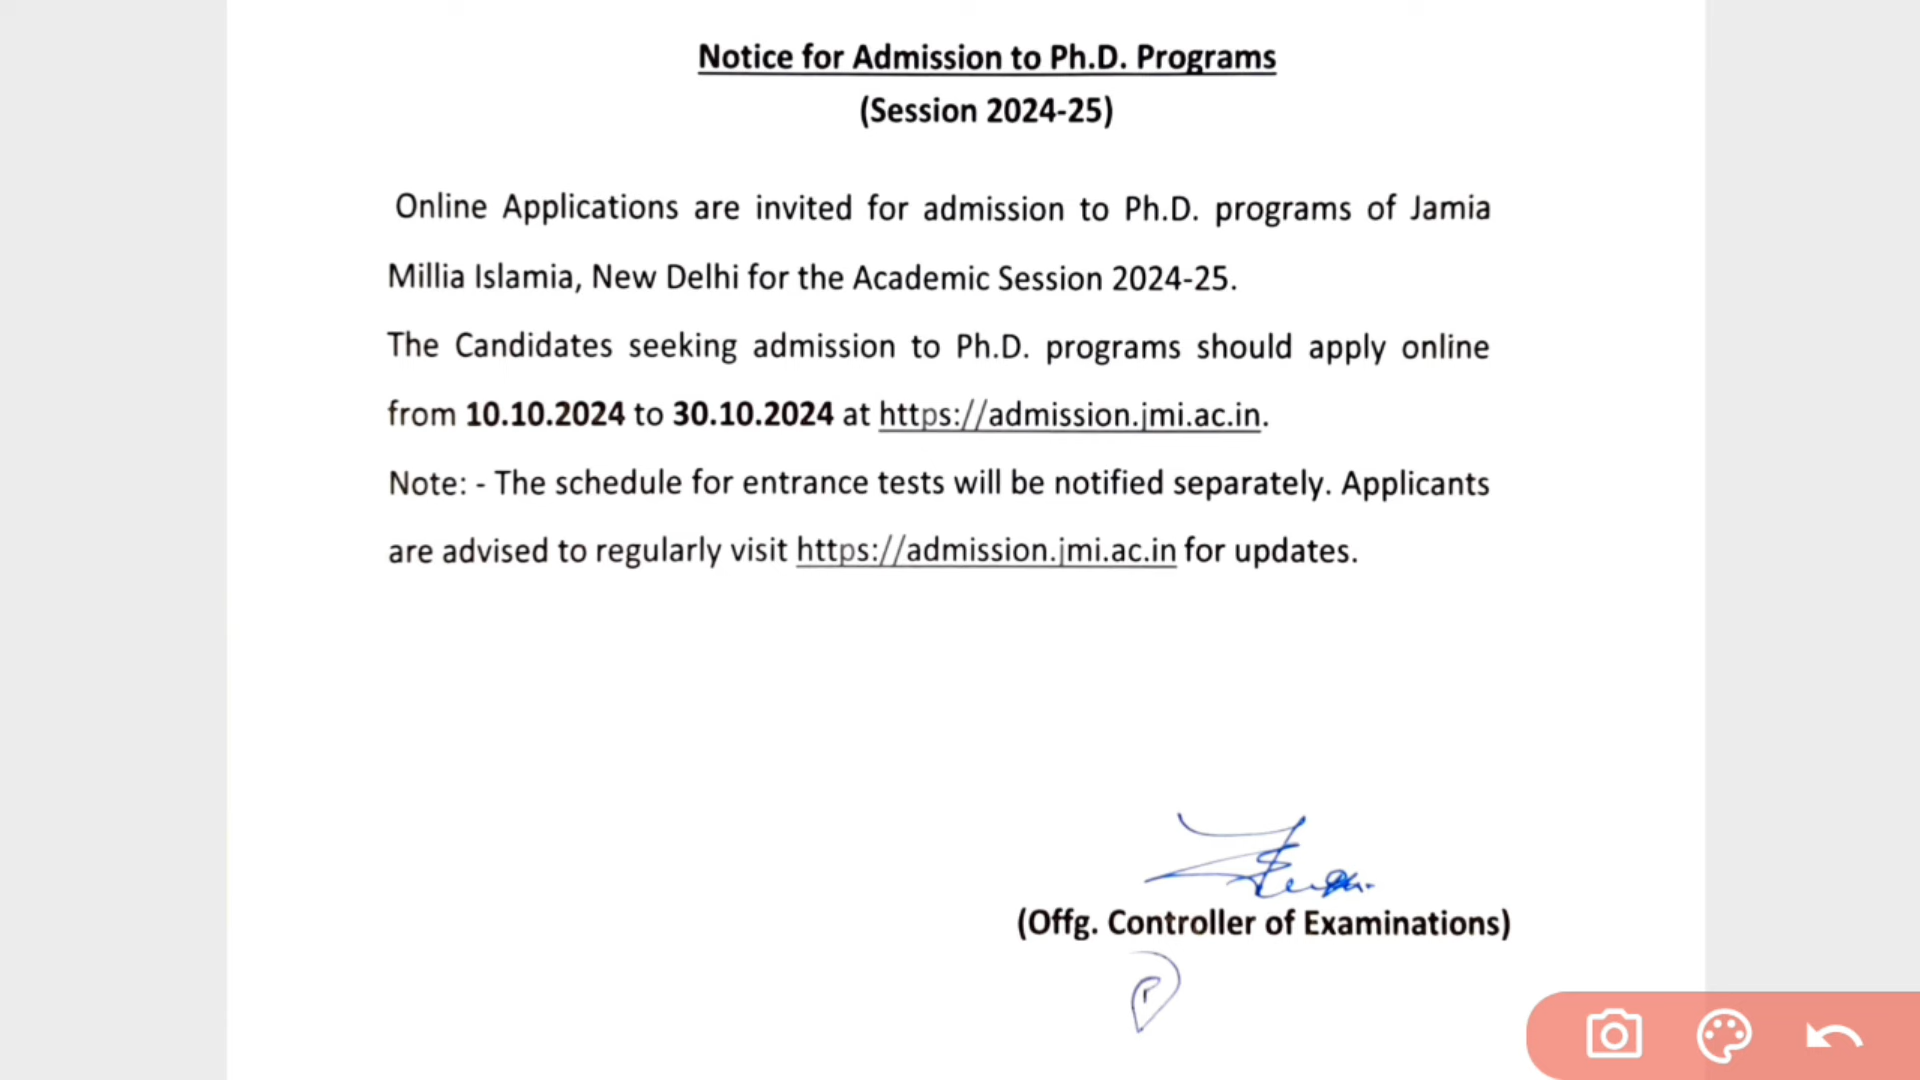 Notice for Admission to Ph.D. Programs
(Session 2024-25)
Online Applications are invited for admission to Ph.D. programs of Jamia
Millia Islamia, New Delhi for the Academic Session 2024-25.
The Candidates seeking admission to Ph.D. programs should apply online
from 10.10.2024 to 30.10.2024 at https://admission.jmi.ac.in.
Note: - The schedule for entrance tests will be notified separately. Applicants
are advised to regularly visit https://admission.jmi.ac.in for updates.
(Offg. Controller of Examinations)